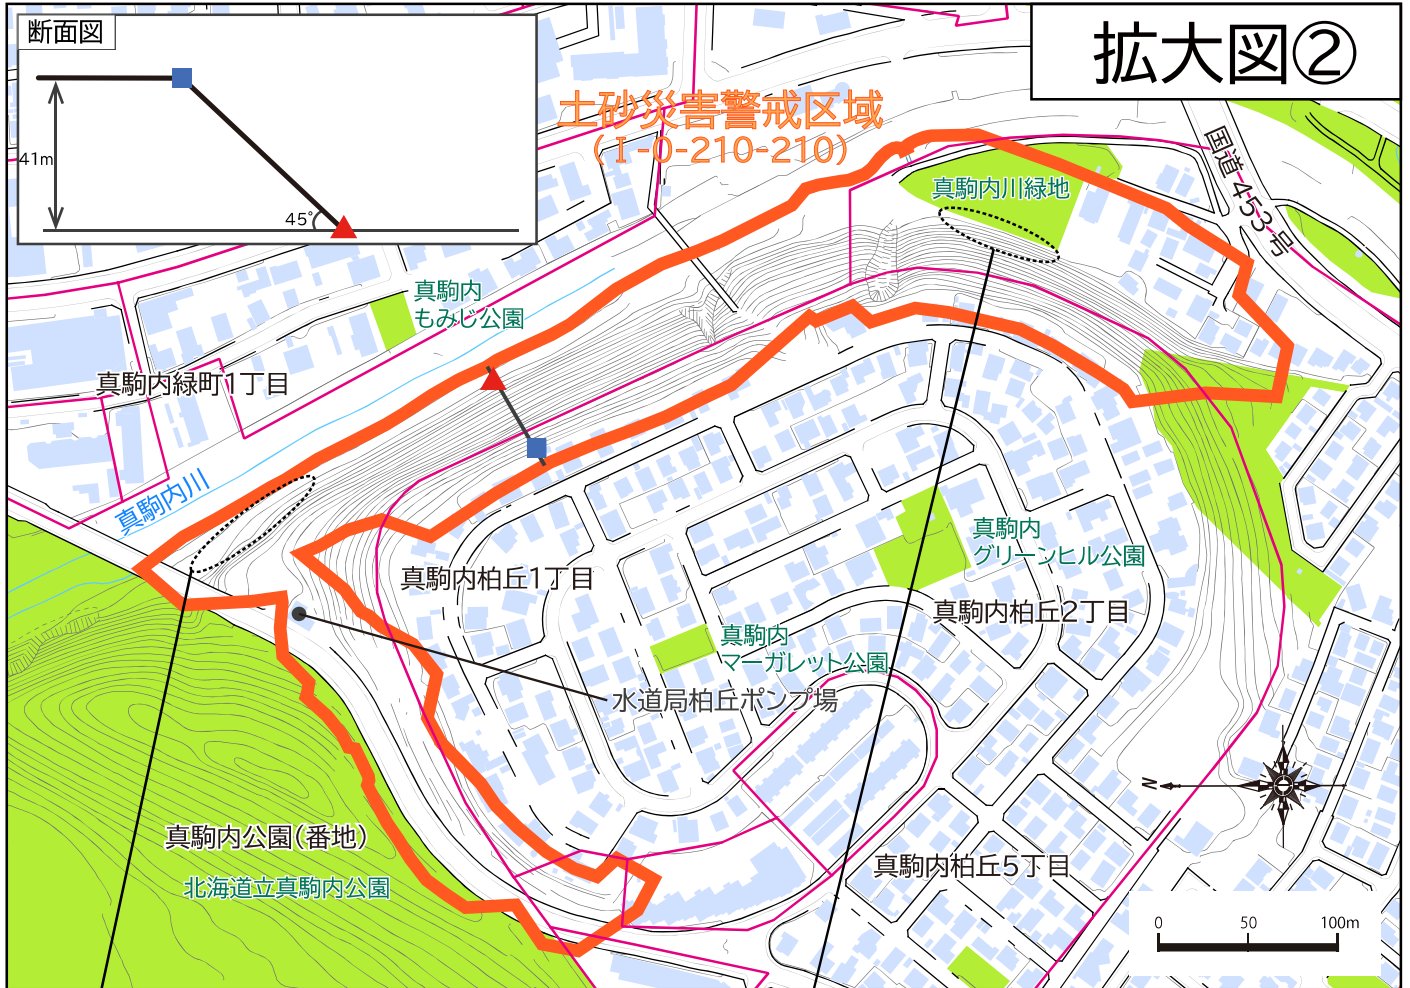 断面図
41m
45°
拡大図②
土砂災害警戒区域
(Ⅰ-0-210-210)
国道453号
真駒内川緑地
真駒内
もみじ公園
真駒内緑町1丁目
真駒内川
真駒内柏丘1丁目
真駒内
グリーンヒル公園
真駒内柏丘2丁目
真駒内
マーガレット公園
水道局柏丘ポンプ場
真駒内公園(番地)
北海道立真駒内公園
真駒内柏丘5丁目
N
0 50 100m